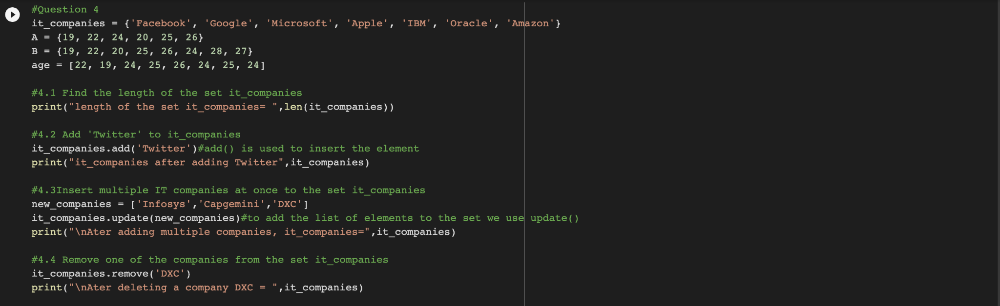 #Question 4
it_companies = {'Facebook', 'Google', 'Microsoft', 'Apple', 'IBM', 'Oracle', 'Amazon'}
A = {19, 22, 24, 20, 25, 26}
B = {19, 22, 20, 25, 26, 24, 28, 27}
age = [22, 19, 24, 25, 26, 24, 25, 24]
#4.1 Find the length of the set it_companies
print("length of the set it_companies= ",len(it_companies))
#4.2 Add 'Twitter' to it_companies
it_companies.add('Twitter')#add() is used to insert the element
print("it_companies after adding Twitter",it_companies)
#4.3Insert multiple IT companies at once to the set it_companies
new_companies = ['Infosys','Capgemini','DXC']
it_companies.update(new_companies)#to add the list of elements to the set we use update()
print("\nAter adding multiple companies, it_companies=",it_companies)
#4.4 Remove one of the companies from the set it_companies
it_companies.remove('DXC')
print("\nAter deleting a company DXC = ",it_companies)